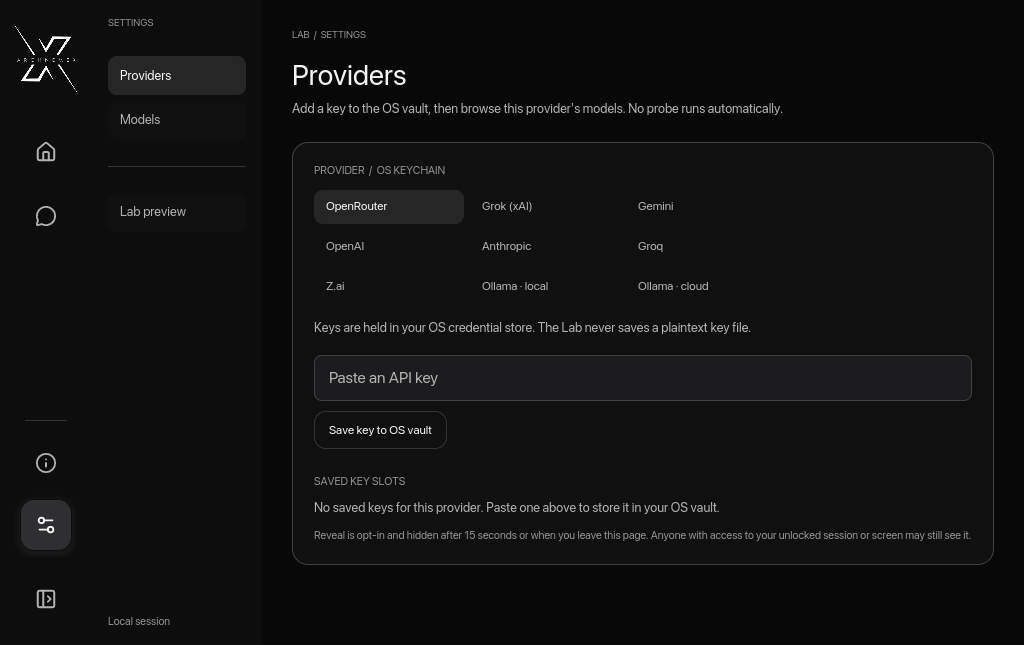 ARCHNEMEX
SETTINGS
Providers
Models
Lab preview
Local session
LAB / SETTINGS
Providers
Add a key to the OS vault, then browse this provider's models. No probe runs automatically.
PROVIDER / OS KEYCHAIN
OpenRouter
Grok (xAI)
Gemini
OpenAI
Anthropic
Groq
Z.ai
Ollama · local
Ollama · cloud
Keys are held in your OS credential store. The Lab never saves a plaintext key file.
Paste an API key
Save key to OS vault
SAVED KEY SLOTS
No saved keys for this provider. Paste one above to store it in your OS vault.
Reveal is opt-in and hidden after 15 seconds or when you leave this page. Anyone with access to your unlocked session or screen may still see it.